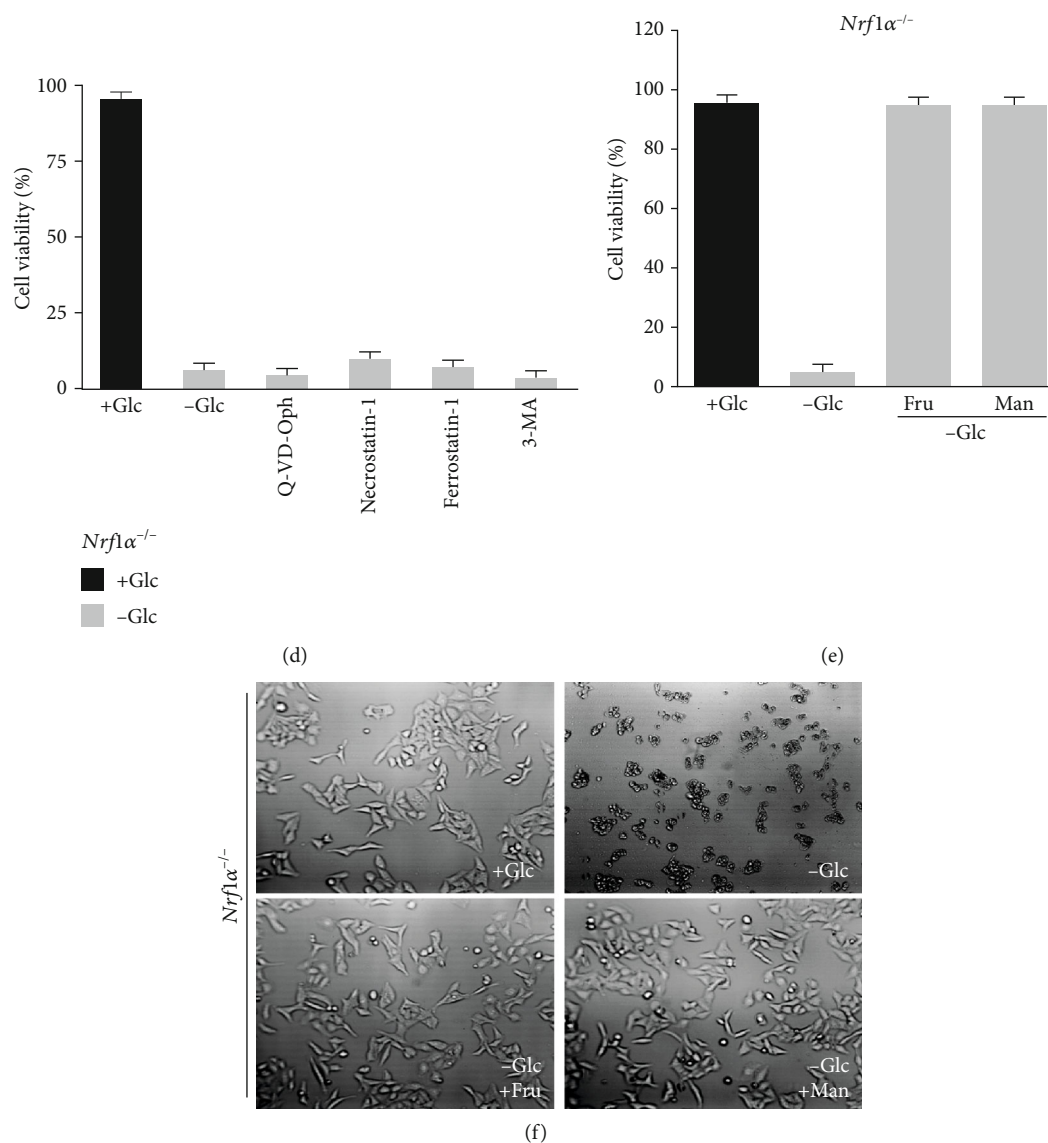 100
75
50
25
0
Cell viability (%)
+Glc
–Glc
Q-VD-Oph
Necrostatin-1
Ferrostatin-1
3-MA
Nrf1α−/−
+Glc
–Glc
(d)
Nrf1α−/−
120
100
80
60
40
20
0
Cell viability (%)
+Glc
–Glc
Fru
Man
–Glc
(e)
Nrf1α−/−
+Glc
–Glc
–Glc
+Fru
–Glc
+Man
(f)